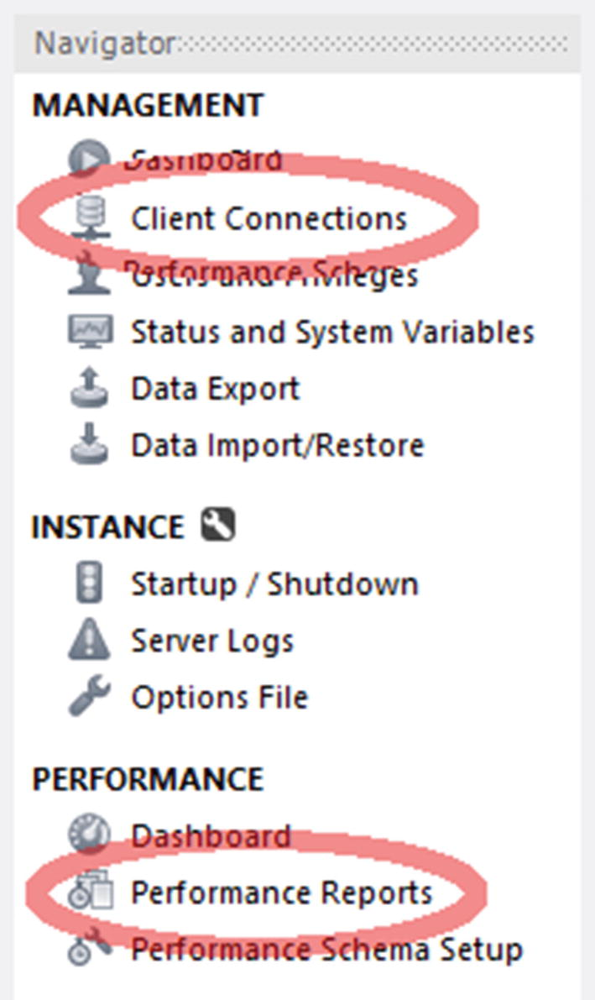 Navigator
MANAGEMENT
Dashboard
Client Connections
Users and Privileges
Status and System Variables
Data Export
Data Import/Restore
INSTANCE
Startup / Shutdown
Server Logs
Options File
PERFORMANCE
Dashboard
Performance Reports
Performance Schema Setup